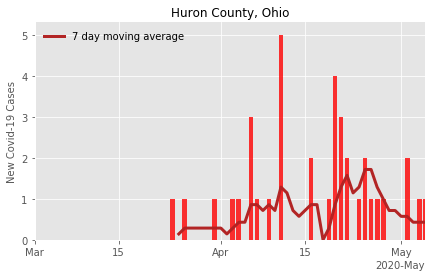 Huron County, Ohio
7 day moving average
New Covid-19 Cases
5
4
3
2
1
0
Mar 15 Apr 15 May
2020-May